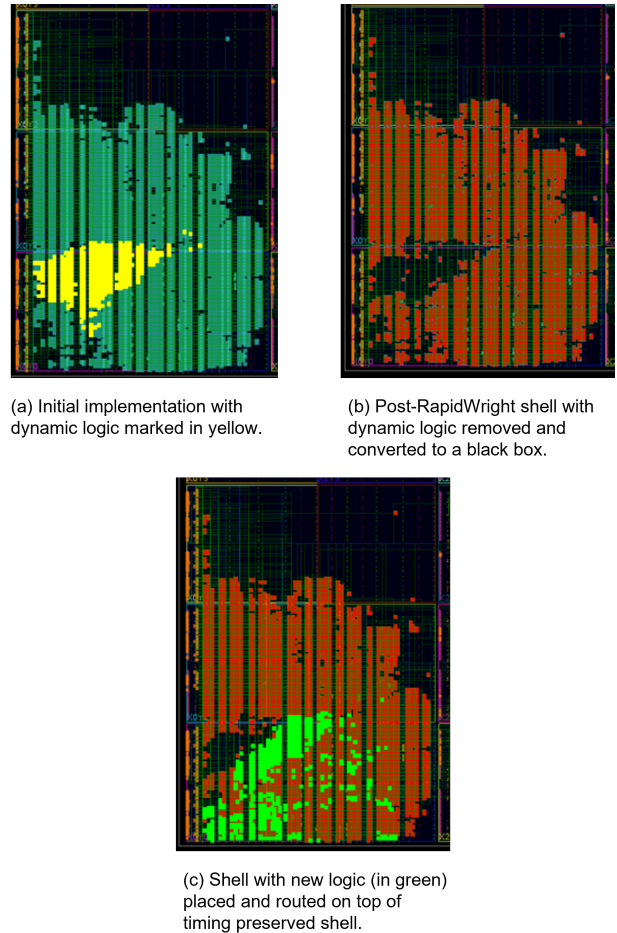 (a) Initial implementation with
dynamic logic marked in yellow.
(b) Post-RapidWright shell with
dynamic logic removed and
converted to a black box.
(c) Shell with new logic (in green)
placed and routed on top of
timing preserved shell.